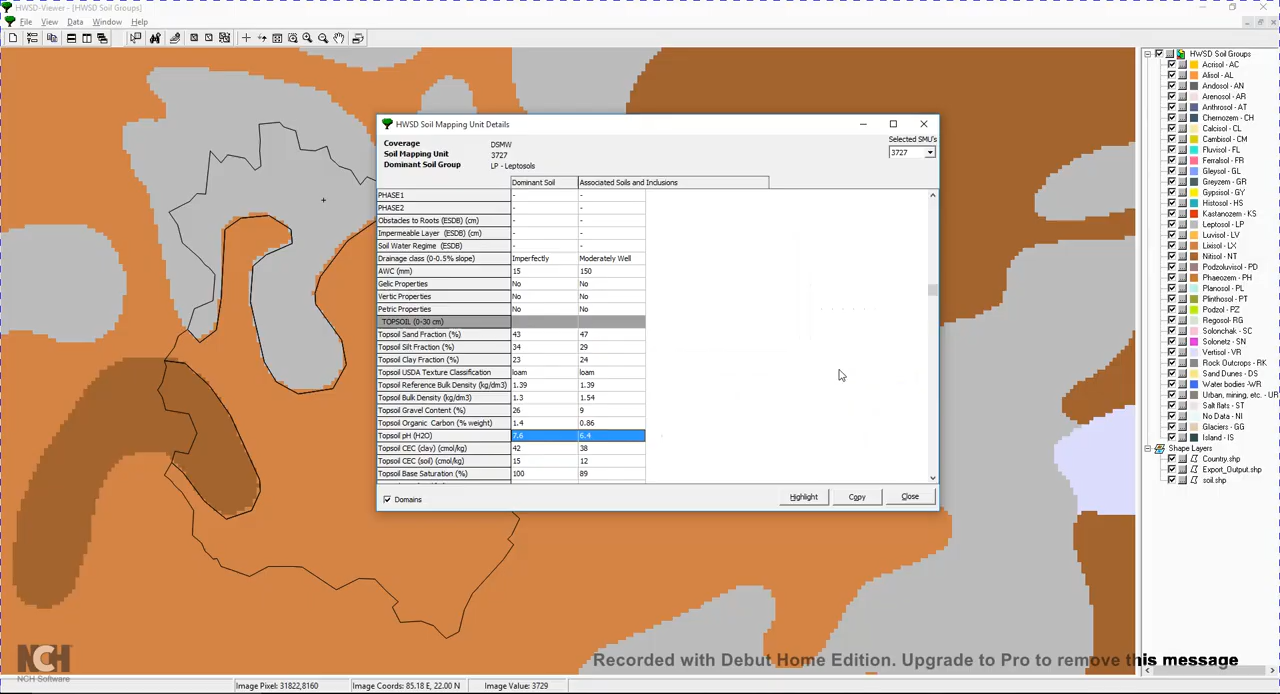 HWSD-Viewer - [HWSD Soil Groups]
File View Data Window Help
HWSD Soil Mapping Unit Details
Coverage DSMW
Soil Mapping Unit 3727
Dominant Soil Group LP - Leptosols
Selected SMU's
3727
Dominant Soil Associated Soils and Inclusions
PHASE1 - -
PHASE2 - -
Obstacles to Roots (ESDB) (cm) - -
Impermeable Layer (ESDB) (cm) - -
Soil Water Regime (ESDB) - -
Drainage class (0-0.5% slope) Imperfectly Moderately Well
AWC (mm) 15 150
Gelic Properties No No
Vertic Properties No No
Petric Properties No No
TOPSOIL (0-30 cm)
Topsoil Sand Fraction (%) 43 47
Topsoil Silt Fraction (%) 34 29
Topsoil Clay Fraction (%) 23 24
Topsoil USDA Texture Classification loam loam
Topsoil Reference Bulk Density (kg/dm3) 1.39 1.39
Topsoil Bulk Density (kg/dm3) 1.3 1.54
Topsoil Gravel Content (%) 26 9
Topsoil Organic Carbon (% weight) 1.4 0.86
Topsoil pH (H2O) 7.6 6.4
Topsoil CEC (clay) (cmol/kg) 42 38
Topsoil CEC (soil) (cmol/kg) 15 12
Topsoil Base Saturation (%) 100 89
Domains
Highlight Copy Close
HWSD Soil Groups
Acrisol - AC
Alisol - AL
Andosol - AN
Arenosol - AR
Anthrosol - AT
Chernozem - CH
Calcisol - CL
Cambisol - CM
Fluvisol - FL
Ferralsol - FR
Gleysol - GL
Greyzem - GR
Gypsisol - GY
Histosol - HS
Kastanozem - KS
Leptosol - LP
Luvisol - LV
Lixisol - LX
Nitisol - NT
Podzoluvisol - PD
Phaeozem - PH
Planosol - PL
Plinthosol - PT
Podzol - PZ
Regosol- RG
Solonchak - SC
Solonetz - SN
Vertisol - VR
Rock Outcrops - RK
Sand Dunes - DS
Water bodies -WR
Urban, mining, etc. - UR
Salt flats - ST
No Data - NI
Glaciers - GG
Island - IS
Shape Layers
Country.shp
Export_Output.shp
soil.shp
NCH
NCH Software
Recorded with Debut Home Edition. Upgrade to Pro to remove this message
Image Pixel: 31822,8160 Image Coords: 85.18 E, 22.00 N Image Value: 3729